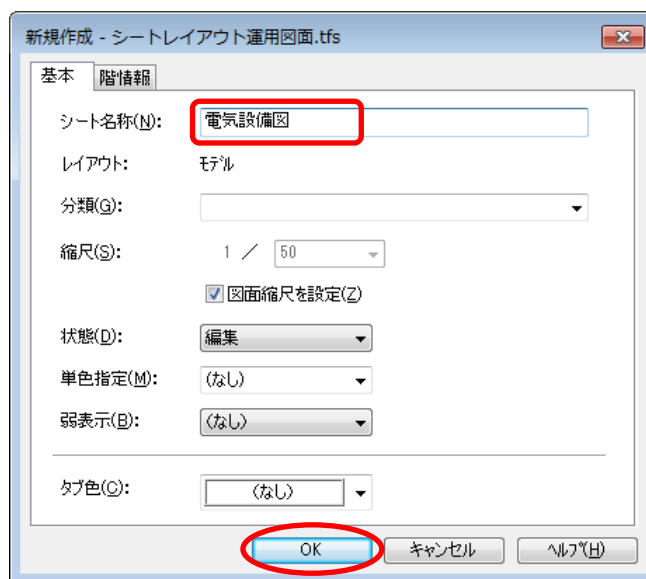 新規作成 - シートレイアウト運用図面.tfs
基本 階情報
シート名称(N): 電気設備図
レイアウト: ﾓﾃﾞﾙ
分類(G):
縮尺(S): 1 ／ 50
図面縮尺を設定(Z)
状態(D): 編集
単色指定(M): (なし)
弱表示(B): (なし)
タブ色(C): (なし)
OK キャンセル ﾍﾙﾌﾟ(H)